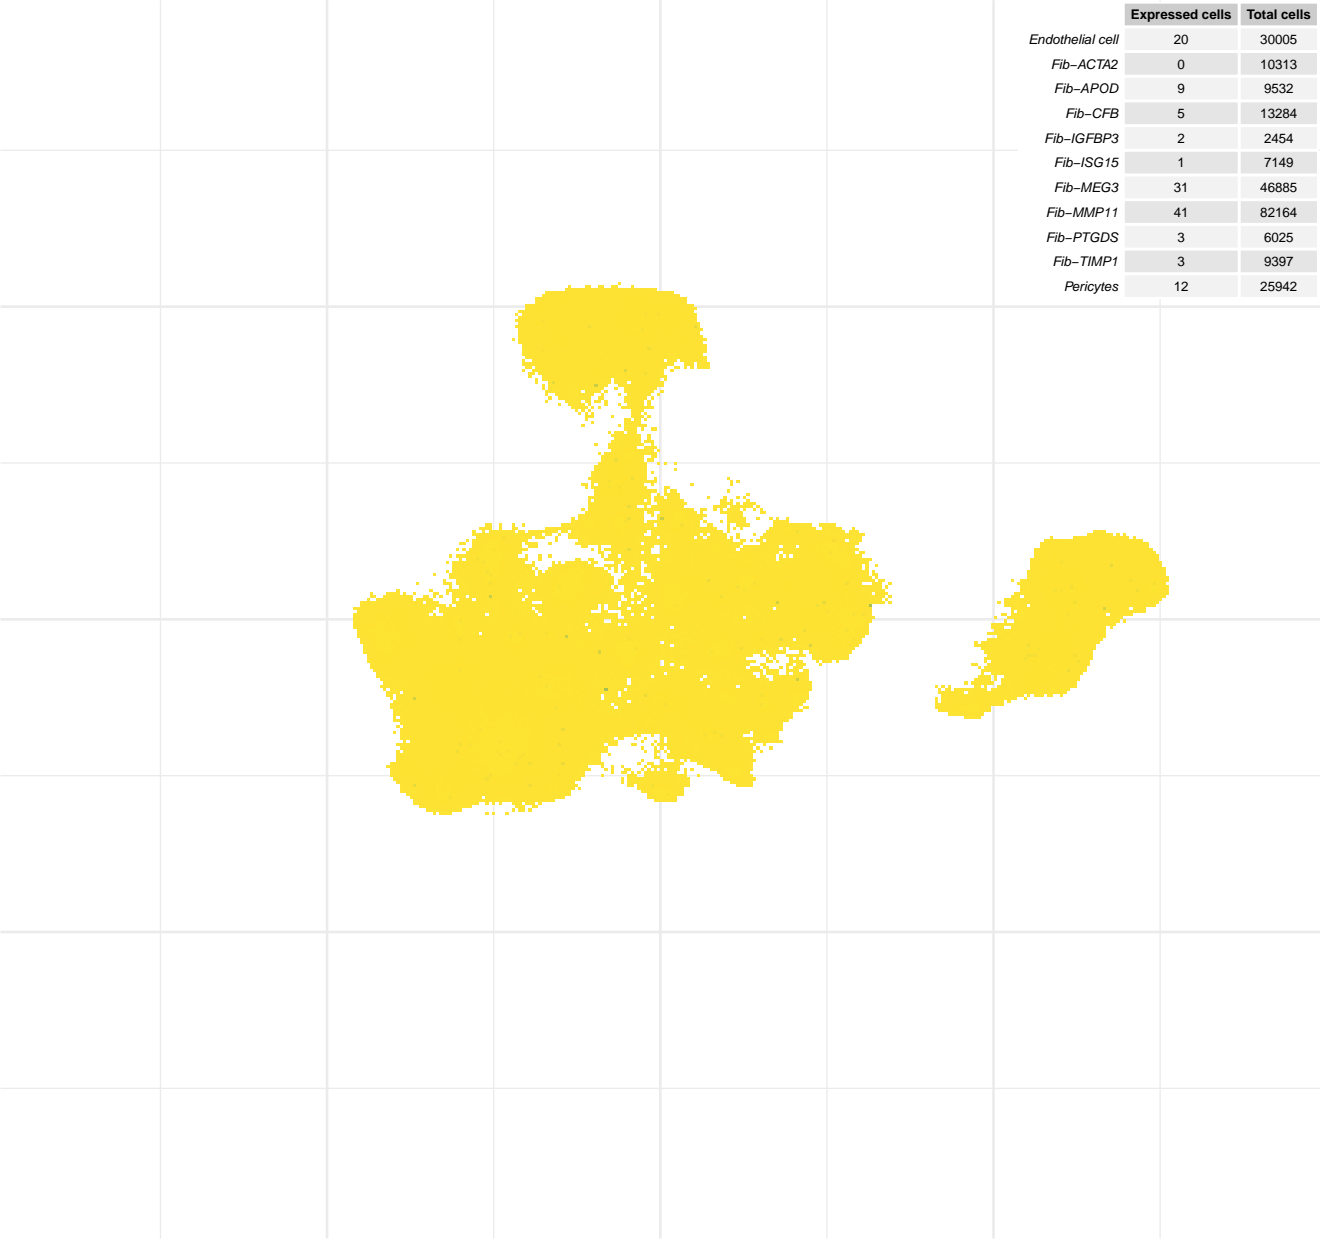 Expressed cells Total cells
Endothelial cell 20 30005
Fib−ACTA2 0 10313
Fib−APOD 9 9532
Fib−CFB 5 13284
Fib−IGFBP3 2 2454
Fib−ISG15 1 7149
Fib−MEG3 31 46885
Fib−MMP11 41 82164
Fib−PTGDS 3 6025
Fib−TIMP1 3 9397
Pericytes 12 25942